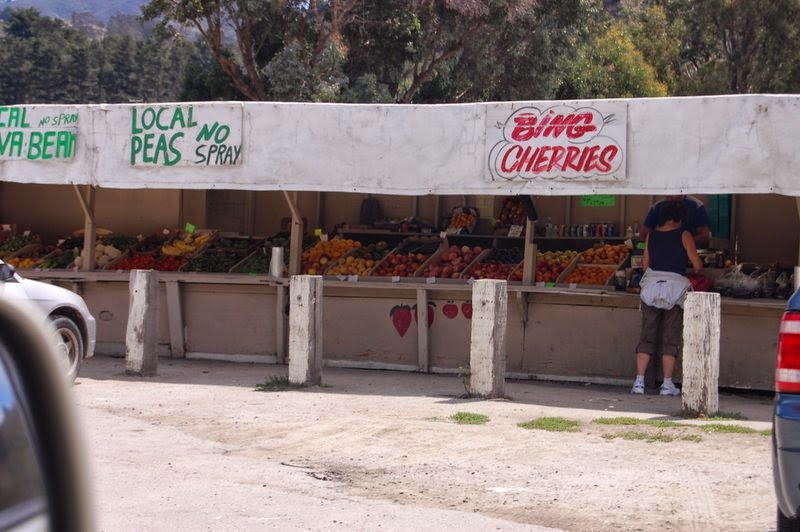 CAL NO SPRAY
VA·BEAN
LOCAL
PEAS NO
SPRAY
BING
CHERRIES